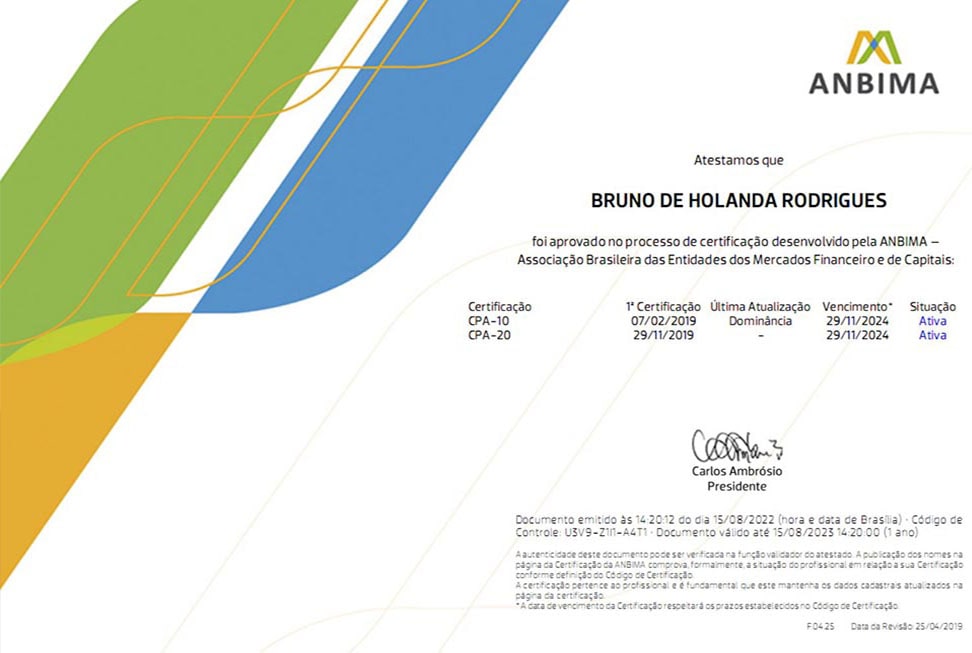 ANBIMA
Atestamos que
BRUNO DE HOLANDA RODRIGUES
foi aprovado no processo de certificação desenvolvido pela ANBIMA –
Associação Brasileira das Entidades dos Mercados Financeiro e de Capitais:
Certificação 1ª Certificação Última Atualização Vencimento* Situação
CPA-10 07/02/2019 Dominância 29/11/2024 Ativa
CPA-20 29/11/2019 - 29/11/2024 Ativa
Carlos Ambrósio
Presidente
Documento emitido às 14:20:12 do dia 15/08/2022 (hora e data de Brasília) - Código de
Controle: U3V9-Z1I1-A4T1 - Documento válido até 15/08/2023 14:20:00 (1 ano)
A autenticidade deste documento pode ser verificada na função validador do atestado. A publicação dos nomes na
página da Certificação da ANBIMA comprova, formalmente, a situação do profissional em relação a sua Certificação
conforme definição do Código de Certificação.
A certificação pertence ao profissional e é fundamental que este mantenha os dados cadastrais atualizados na
página da certificação.
*A data de vencimento da Certificação respeitará os prazos estabelecidos no Código de Certificação.
F.04.25 Data da Revisão: 25/04/2019